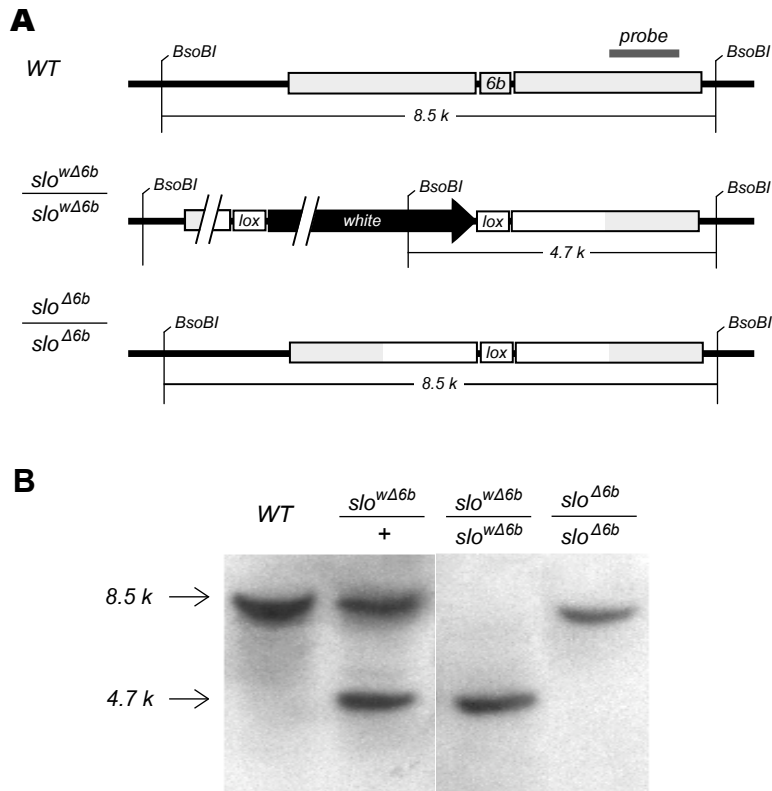 A
WT
BsoBI
probe
BsoBI
6b
8.5 k
slo^wΔ6b
slo^wΔ6b
BsoBI
BsoBI
BsoBI
lox
white
lox
4.7 k
slo^Δ6b
slo^Δ6b
BsoBI
BsoBI
lox
8.5 k
B
WT
slo^wΔ6b
+
slo^wΔ6b
slo^wΔ6b
slo^Δ6b
slo^Δ6b
8.5 k
4.7 k